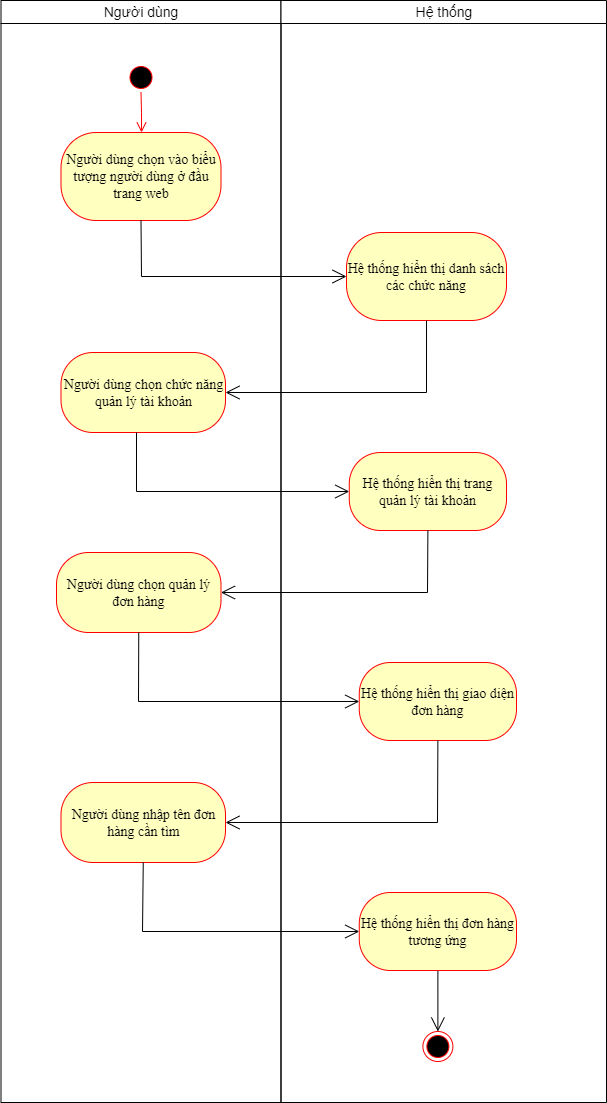 Người dùng
Hệ thống
Người dùng chọn vào biểu
tượng người dùng ở đầu
trang web
Hệ thống hiển thị danh sách
các chức năng
Người dùng chọn chức năng
quản lý tài khoản
Hệ thống hiển thị trang
quản lý tài khoản
Người dùng chọn quản lý
đơn hàng
Hệ thống hiển thị giao diện
đơn hàng
Người dùng nhập tên đơn
hàng cần tìm
Hệ thống hiển thị đơn hàng
tương ứng